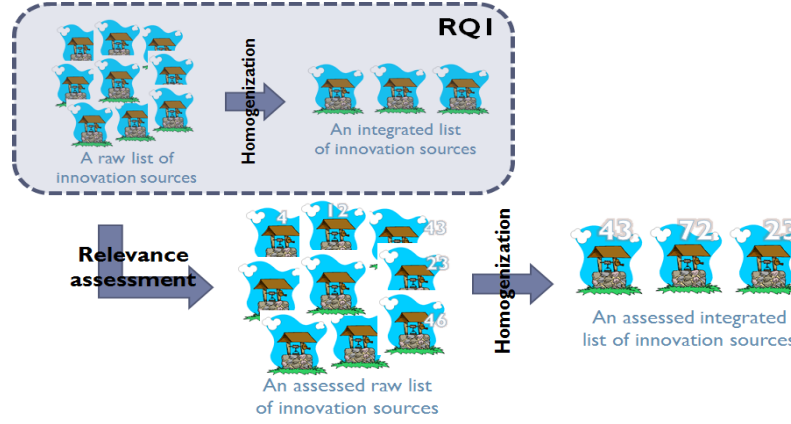 RQ1
Homogenization
A raw list of
innovation sources
An integrated list
of innovation sources
Relevance
assessment
4
12
43
23
46
An assessed raw list
of innovation sources
Homogenization
43
72
23
An assessed integrated
list of innovation sources